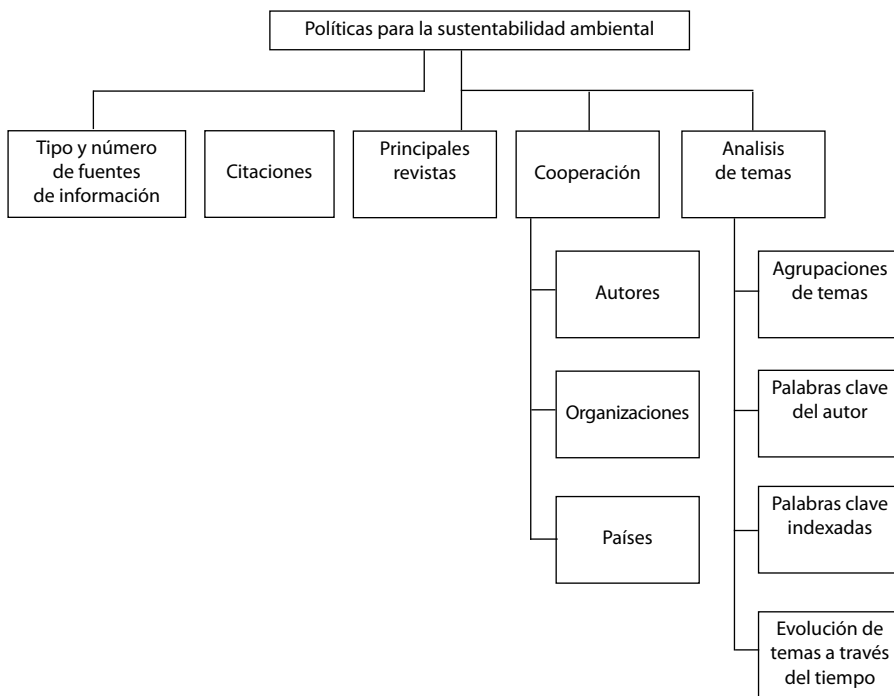 Políticas para la sustentabilidad ambiental
Tipo y número
de fuentes
de información
Citaciones
Principales
revistas
Cooperación
Analisis
de temas
Autores
Organizaciones
Países
Agrupaciones
de temas
Palabras clave
del autor
Palabras clave
indexadas
Evolución de
temas a través
del tiempo